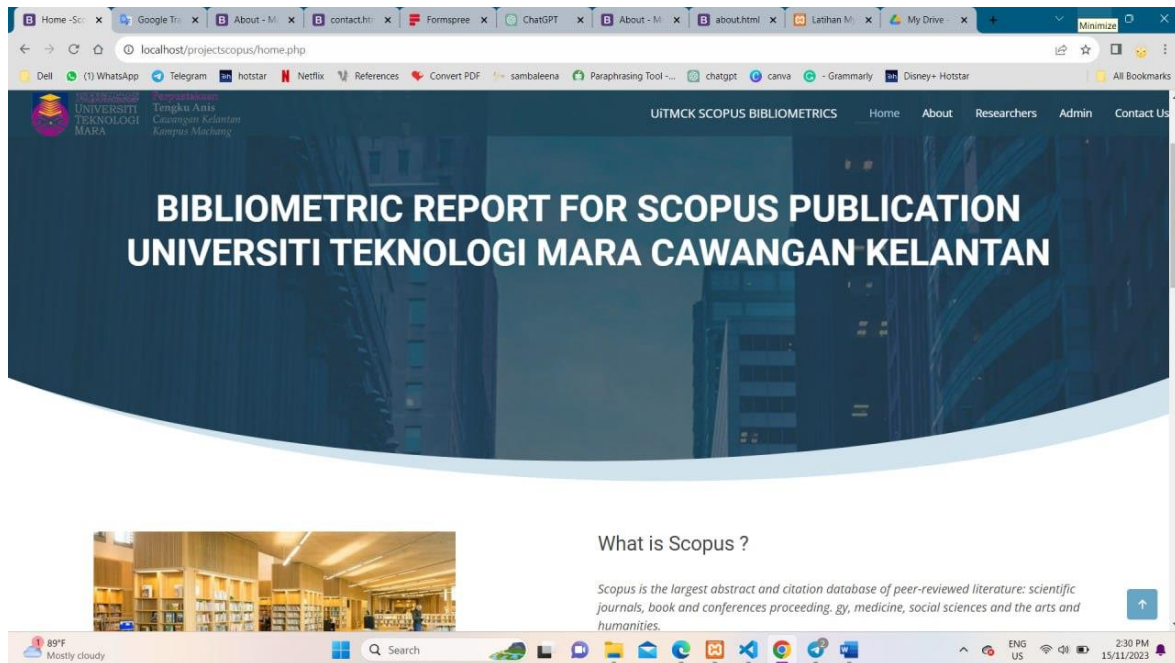 Home -Sco
Google Tra
About - M
contact.ht
Formspree
ChatGPT
About - M
about.html
Latihan My
My Drive -
Minimize
localhost/projectscopus/home.php
Dell
(1) WhatsApp
Telegram
hotstar
Netflix
References
Convert PDF
sambaleena
Paraphrasing Tool -...
chatgpt
canva
- Grammarly
Disney+ Hotstar
All Bookmarks
UNIVERSITI
TEKNOLOGI
MARA
Perpustakaan
Tengku Anis
Cawangan Kelantan
Kampus Machang
UiTMCK SCOPUS BIBLIOMETRICS
Home
About
Researchers
Admin
Contact Us
BIBLIOMETRIC REPORT FOR SCOPUS PUBLICATION
UNIVERSITI TEKNOLOGI MARA CAWANGAN KELANTAN
What is Scopus ?
Scopus is the largest abstract and citation database of peer-reviewed literature: scientific
journals, book and conferences proceeding. gy, medicine, social sciences and the arts and
humanities.
1
89°F
Mostly cloudy
Search
ENG
US
2:30 PM
15/11/2023